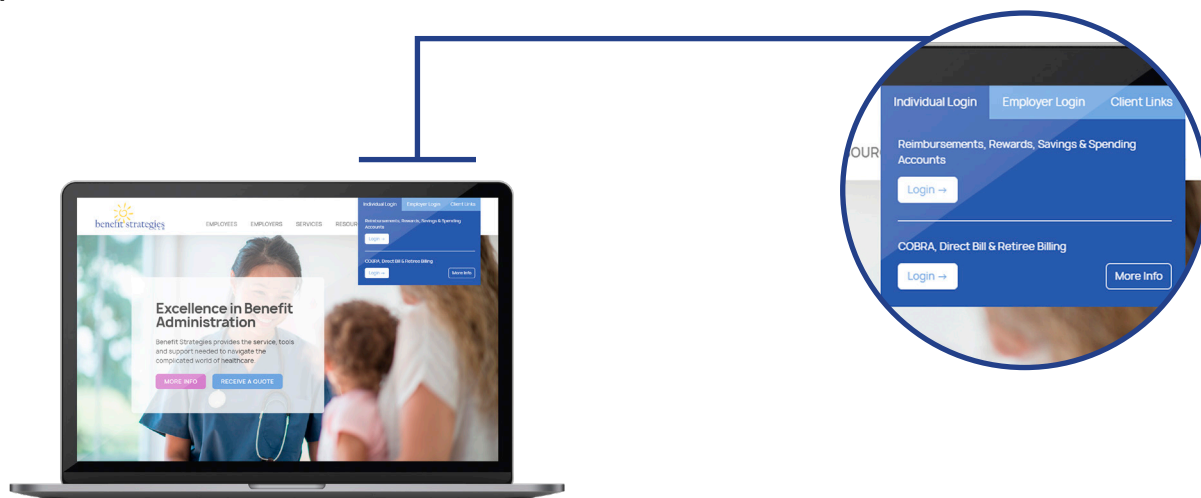 benefit strategies
EMPLOYEES EMPLOYERS SERVICES RESOUR
Individual Login Employer Login Client Links
Reimbursements, Rewards, Savings & Spending
Accounts
Login →
COBRA, Direct Bill & Retiree Billing
Login → More Info
Excellence in Benefit
Administration
Benefit Strategies provides the service, tools
and support needed to navigate the
complicated world of healthcare
MORE INFO RECEIVE A QUOTE
OUR
Individual Login Employer Login Client Links
Reimbursements, Rewards, Savings & Spending
Accounts
Login →
COBRA, Direct Bill & Retiree Billing
Login → More Info